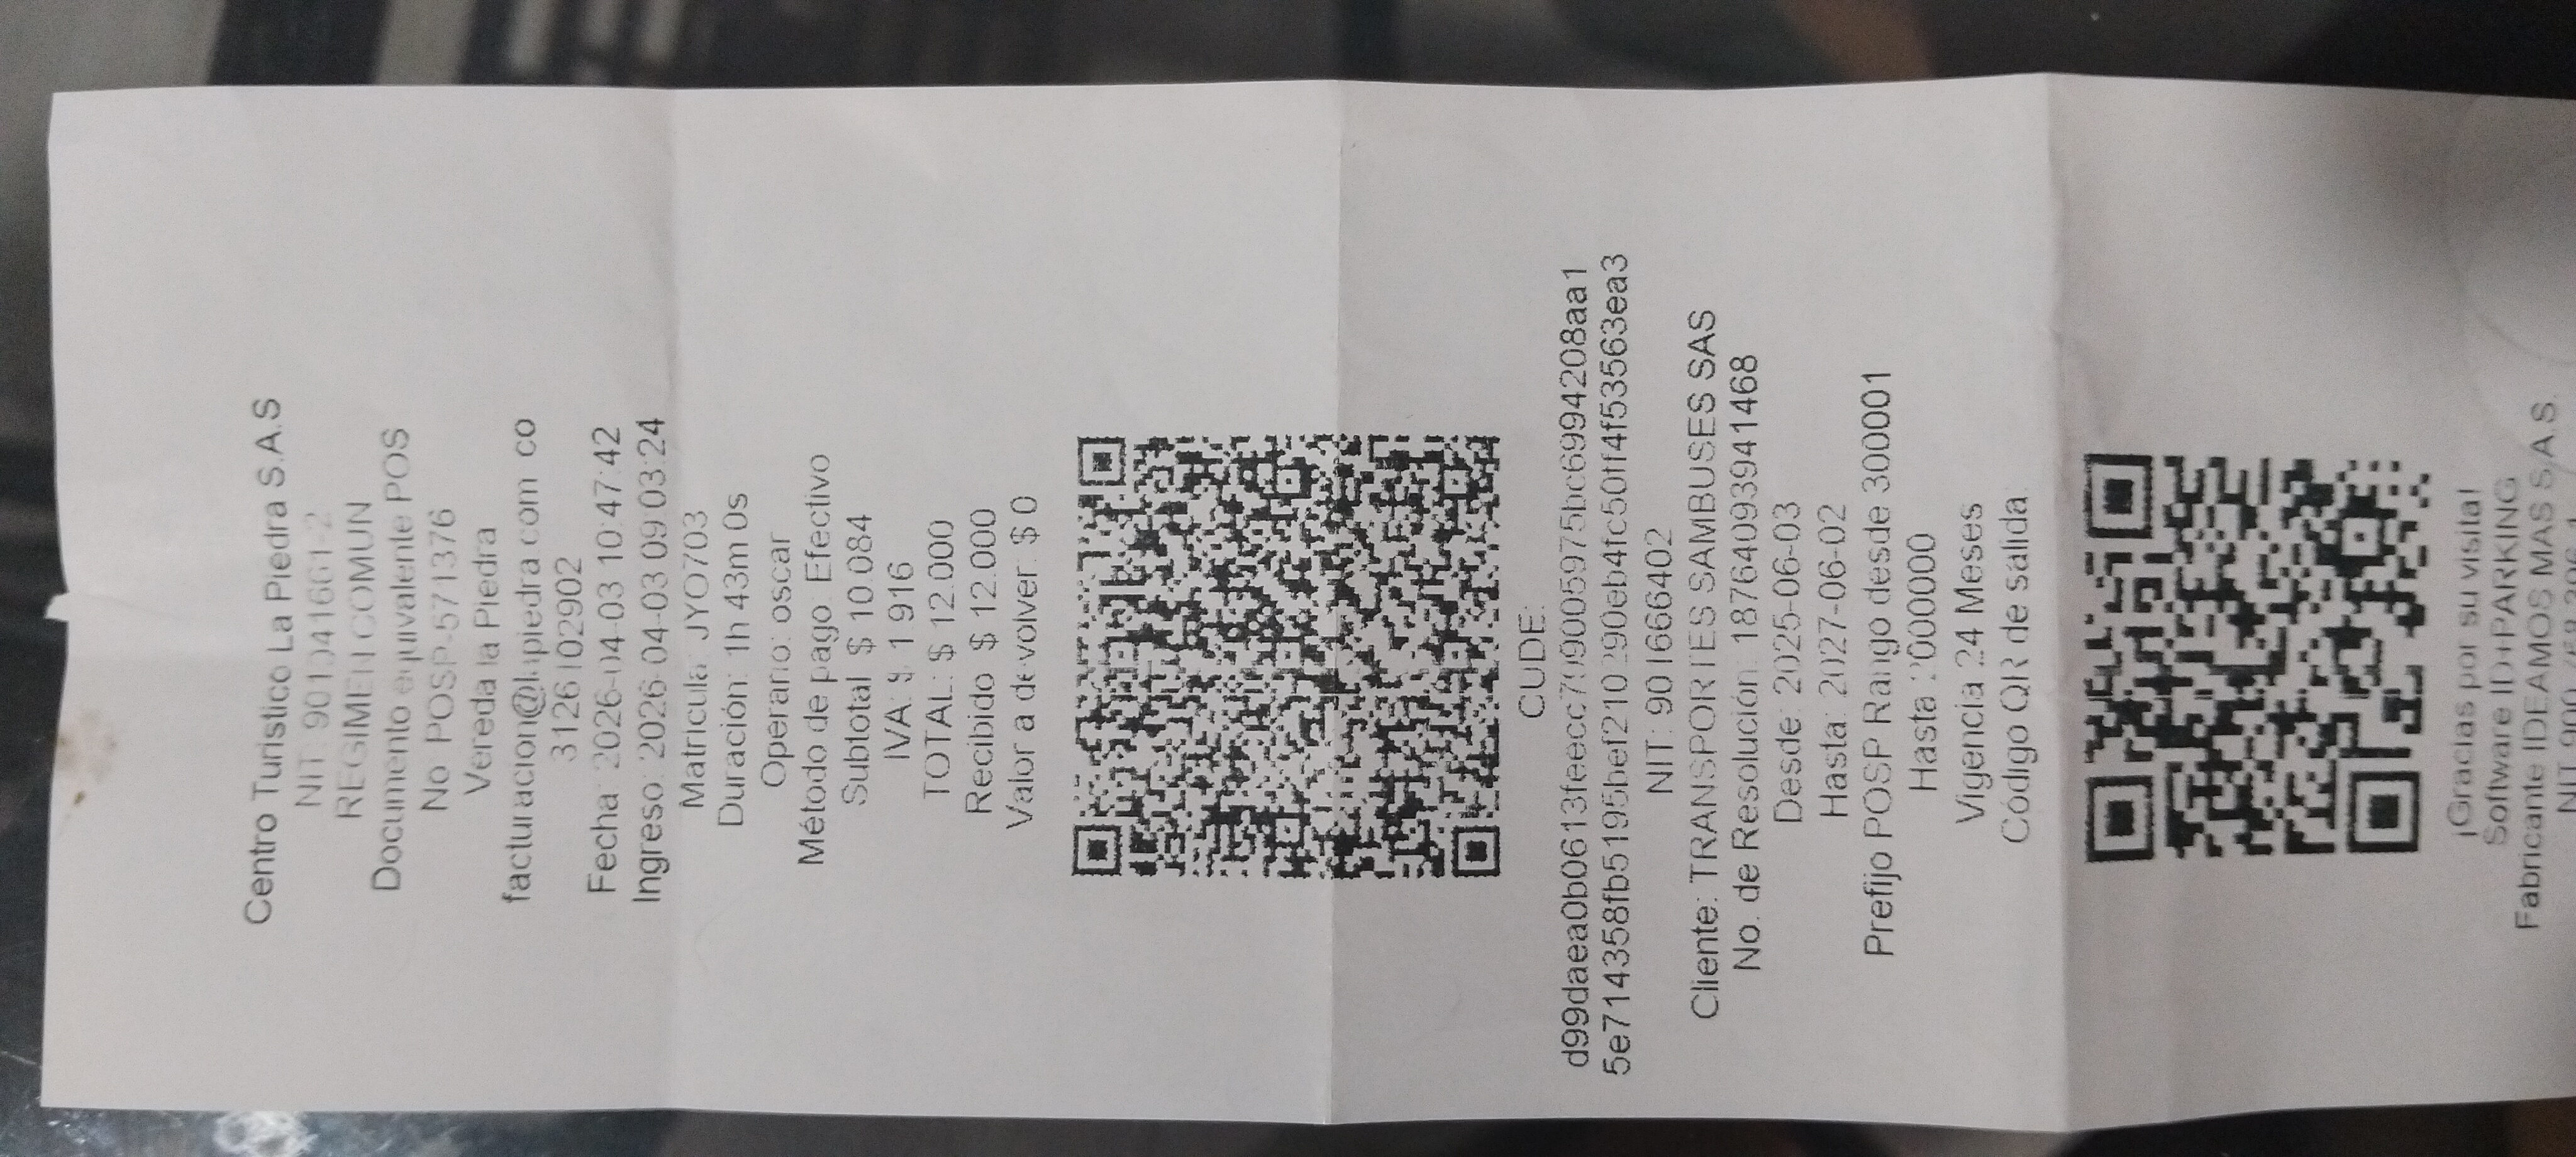 Centro Turistico La Piedra S.A.S
NIT: 901041661-2
REGIMEN COMUN
Documento equivalente POS
No POSP-571376
Vereda la Piedra
facturacion@lapiedra.com.co
3126102902
Fecha: 2026-04-03 10:47:42
Ingreso: 2026-04-03 09:03:24
Matricula: JYO703
Duración: 1h 43m 0s
Operario: oscar
Método de pago: Efectivo
Subtotal: $ 10.084
IVA: $ 1.916
TOTAL: $ 12.000
Recibido: $ 12.000
Valor a devolver: $ 0
CUDE:
NIT: 901666402
Cliente: TRANSPORTES SAMBUSES SAS
No. de Resolución: 18764093941468
Desde: 2025-06-03
Hasta: 2027-06-02
Prefijo POSP Rango desde 300001
Hasta
Vigencia 24 Meses
Código QR de salida
¡Gracias por su visita!
Software ID+PARKING
Fabricante IDEAMOS MAS S.A.S.
NIT